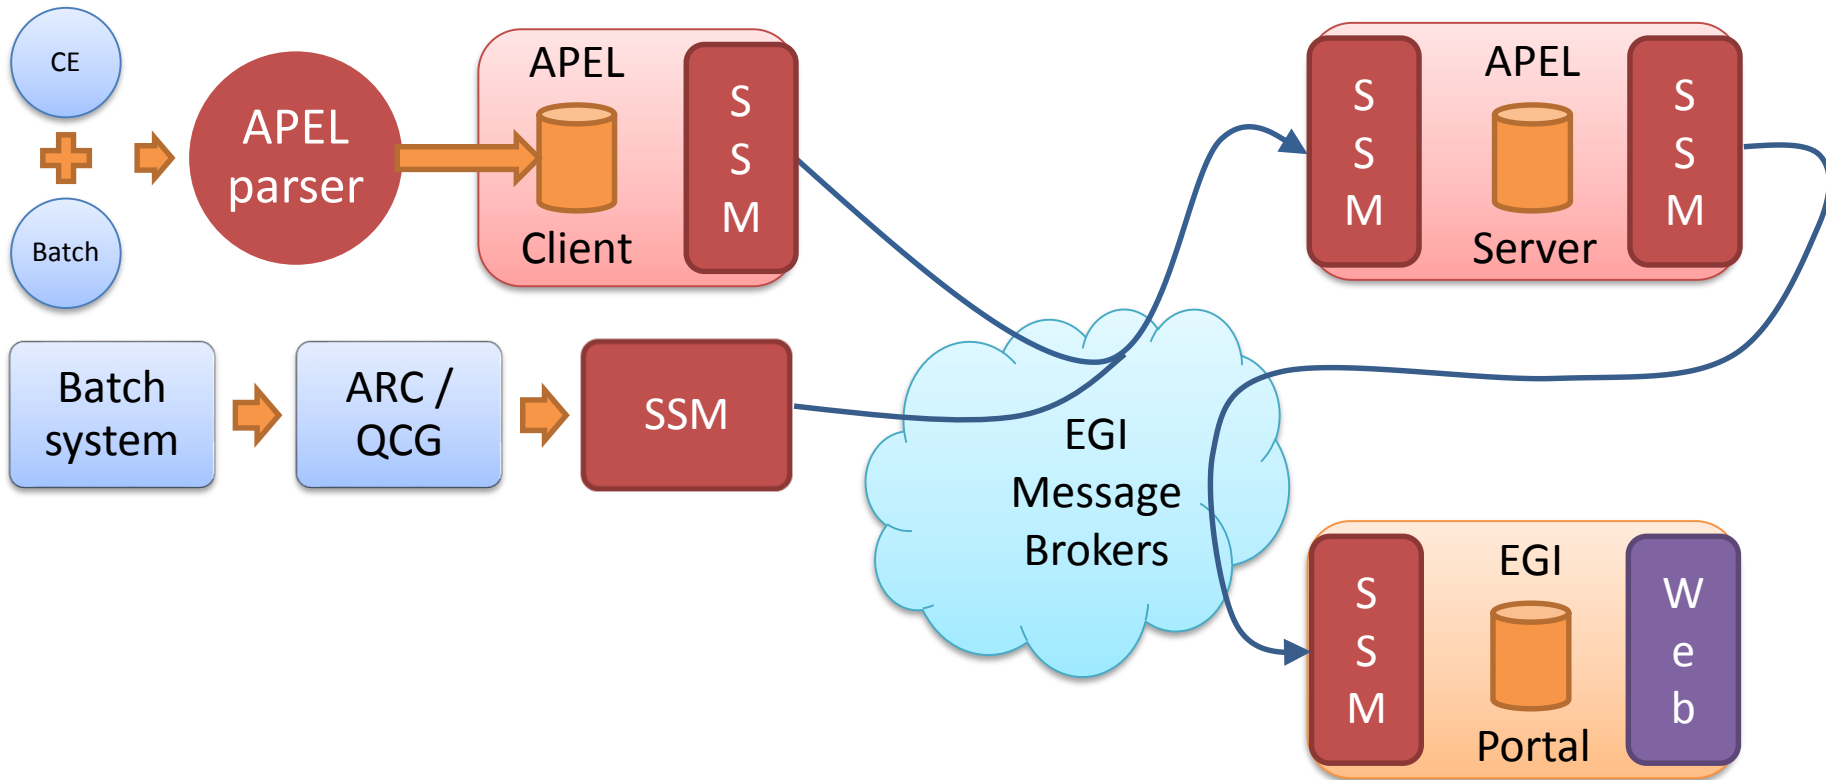 CE
Batch
APEL
parser
APEL
Client
S
S
M
Batch
system
ARC /
QCG
SSM
EGI
Message
Brokers
S
S
M
APEL
Server
S
S
M
S
S
M
EGI
Portal
W
e
b